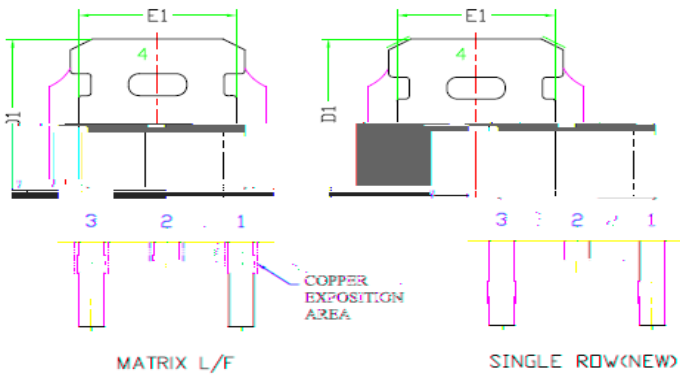 E1
E1
4
4
D1
D1
3 2 1
3 2 1
COPPER
EXPOSITION
AREA
MATRIX L/F
SINGLE ROW(NEW)